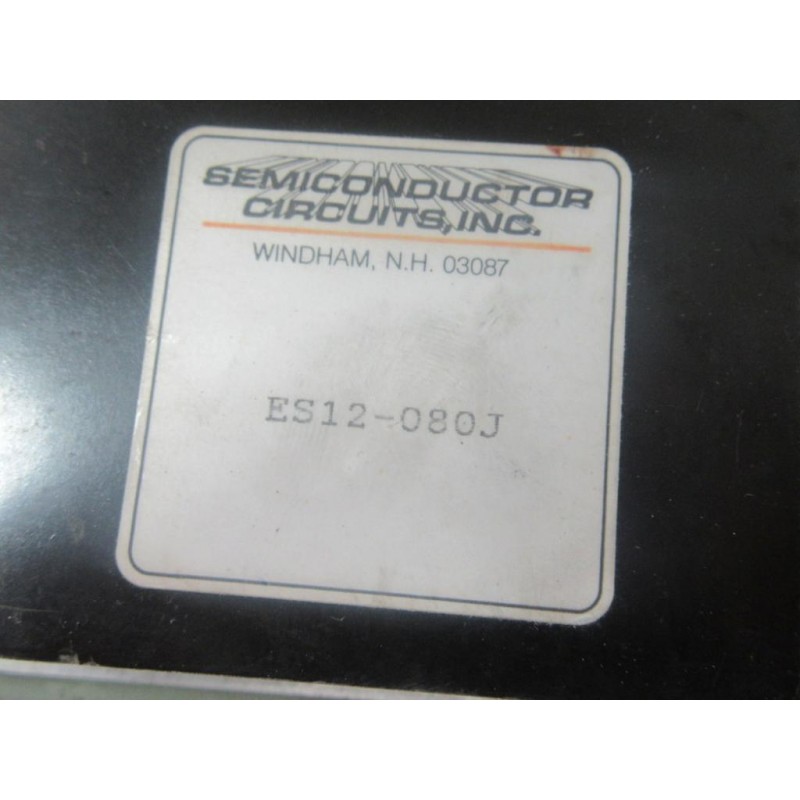 SEMICONDUCTOR
CIRCUITS, INC.
WINDHAM, N.H. 03087
ES12-080J